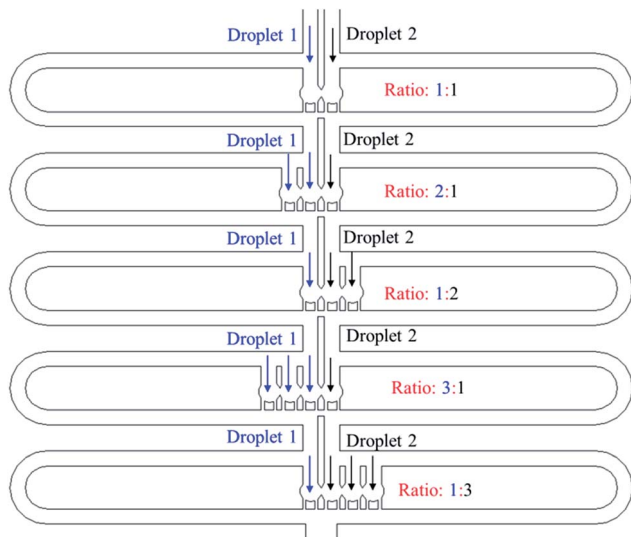 Droplet 1 Droplet 2
Ratio: 1:1
Droplet 1 Droplet 2
Ratio: 2:1
Droplet 1 Droplet 2
Ratio: 1:2
Droplet 1 Droplet 2
Ratio: 3:1
Droplet 1 Droplet 2
Ratio: 1:3